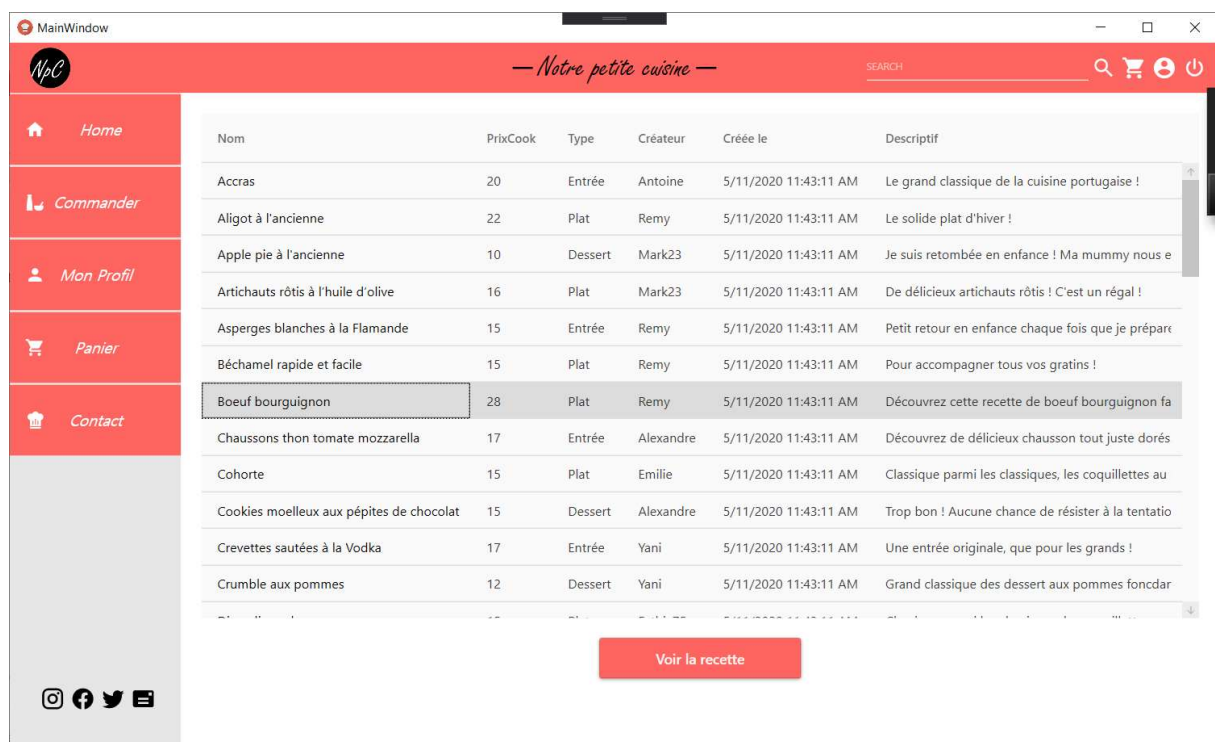 MainWindow
NpC
— Notre petite cuisine —
SEARCH
Home
Commander
Mon Profil
Panier
Contact
Nom PrixCook Type Créateur Créée le Descriptif
Accras 20 Entrée Antoine 5/11/2020 11:43:11 AM Le grand classique de la cuisine portugaise !
Aligot à l'ancienne 22 Plat Remy 5/11/2020 11:43:11 AM Le solide plat d'hiver !
Apple pie à l'ancienne 10 Dessert Mark23 5/11/2020 11:43:11 AM Je suis retombée en enfance ! Ma mummy nous e
Artichauts rôtis à l'huile d'olive 16 Plat Mark23 5/11/2020 11:43:11 AM De délicieux artichauts rôtis ! C'est un régal !
Asperges blanches à la Flamande 15 Entrée Remy 5/11/2020 11:43:11 AM Petit retour en enfance chaque fois que je prépare
Béchamel rapide et facile 15 Plat Remy 5/11/2020 11:43:11 AM Pour accompagner tous vos gratins !
Boeuf bourguignon 28 Plat Remy 5/11/2020 11:43:11 AM Découvrez cette recette de boeuf bourguignon fa
Chaussons thon tomate mozzarella 17 Entrée Alexandre 5/11/2020 11:43:11 AM Découvrez de délicieux chausson tout juste dorés
Cohorte 15 Plat Emilie 5/11/2020 11:43:11 AM Classique parmi les classiques, les coquillettes au
Cookies moelleux aux pépites de chocolat 15 Dessert Alexandre 5/11/2020 11:43:11 AM Trop bon ! Aucune chance de résister à la tentatio
Crevettes sautées à la Vodka 17 Entrée Yani 5/11/2020 11:43:11 AM Une entrée originale, que pour les grands !
Crumble aux pommes 12 Dessert Yani 5/11/2020 11:43:11 AM Grand classique des dessert aux pommes foncdar
Voir la recette